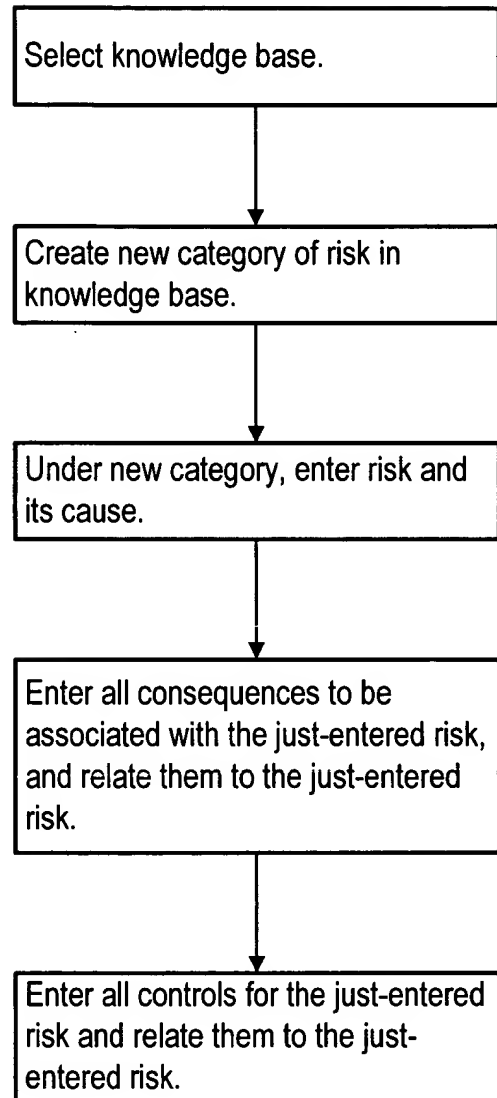 Select knowledge base.
Create new category of risk in
knowledge base.
Under new category, enter risk and
its cause.
Enter all consequences to be
associated with the just-entered risk,
and relate them to the just-entered
risk.
Enter all controls for the just-entered
risk and relate them to the just-
entered risk.